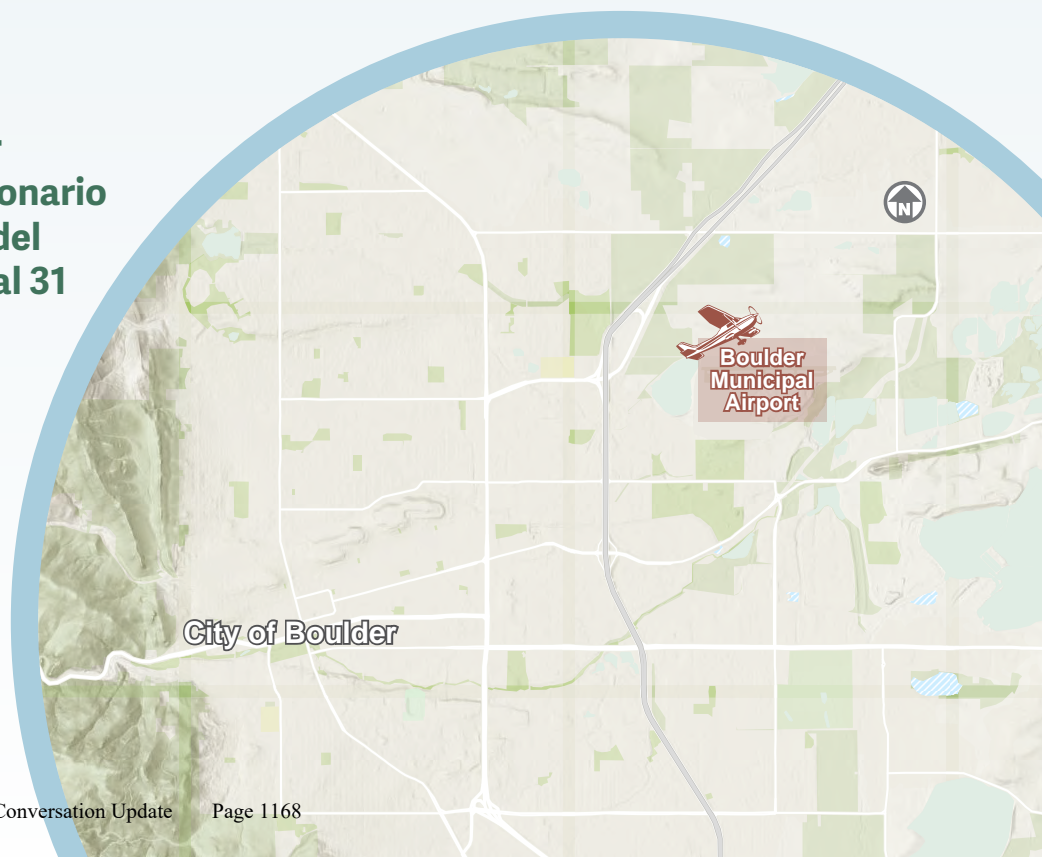 onario
del
al 31
N
Boulder
Municipal
Airport
City of Boulder
Conversation Update Page 1168